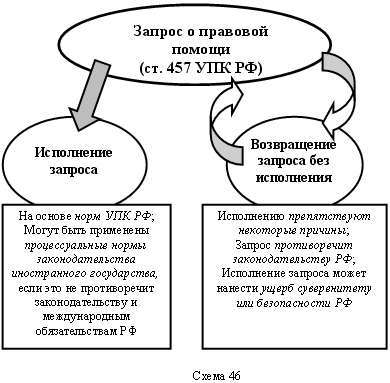 Запрос о правовой
помощи
(ст. 457 УПК РФ)
Исполнение
запроса
Возвращение
запроса без
исполнения
На основе норм УПК РФ;
Могут быть применены
процессуальные нормы
законодательства
иностранного государства,
если это не противоречит
законодательству и
международным
обязательствам РФ
Исполнению препятствуют
некоторые причины;
Запрос противоречит
законодательству РФ;
Исполнение запроса может
нанести ущерб суверенитету
или безопасности РФ
Схема 46